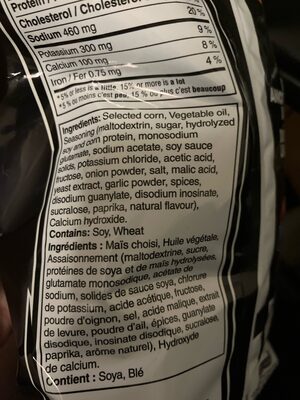 Protein /
Cholesterol / Cholestérol
Sodium 460 mg 20 %
Potassium 300 mg 9 %
Calcium 100 mg 8 %
Iron / Fer 0.75 mg 4 %
*5% or less is a little, 15% or more is a lot
*5 % ou moins c'est peu, 15 % ou plus c'est beaucoup
Ingredients: Selected corn, Vegetable oil,
Seasoning (maltodextrin, sugar, hydrolyzed
soy and corn protein, monosodium
glutamate, sodium acetate, soy sauce
solids, potassium chloride, acetic acid,
fructose, onion powder, salt, malic acid,
yeast extract, garlic powder, spices,
disodium guanylate, disodium inosinate,
sucralose, paprika, natural flavour),
Calcium hydroxide.
Contains: Soy, Wheat
Ingrédients : Maïs choisi, Huile végétale,
Assaisonnement (maltodextrine, sucre,
protéines de soya et de maïs hydrolysées,
glutamate monosodique, acétate de
sodium, solides de sauce soya, chlorure
de potassium, acide acétique, fructose,
poudre d'oignon, sel, acide malique, extrait
de levure, poudre d'ail, épices, guanylate
disodique, inosinate disodique, sucralose,
paprika, arôme naturel), Hydroxyde
de calcium.
Contient : Soya, Blé